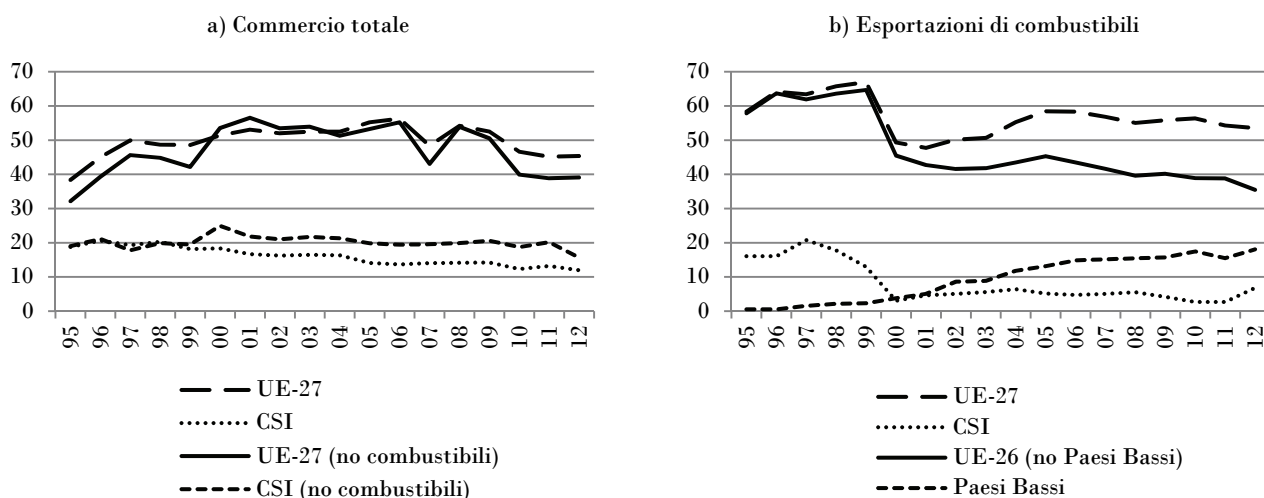 a) Commercio totale
70
60
50
40
30
20
10
0
95 96 97 98 99 00 01 02 03 04 05 06 07 08 09 10 11 12
UE-27
CSI
UE-27 (no combustibili)
CSI (no combustibili)
b) Esportazioni di combustibili
70
60
50
40
30
20
10
0
95 96 97 98 99 00 01 02 03 04 05 06 07 08 09 10 11 12
UE-27
CSI
UE-26 (no Paesi Bassi)
Paesi Bassi